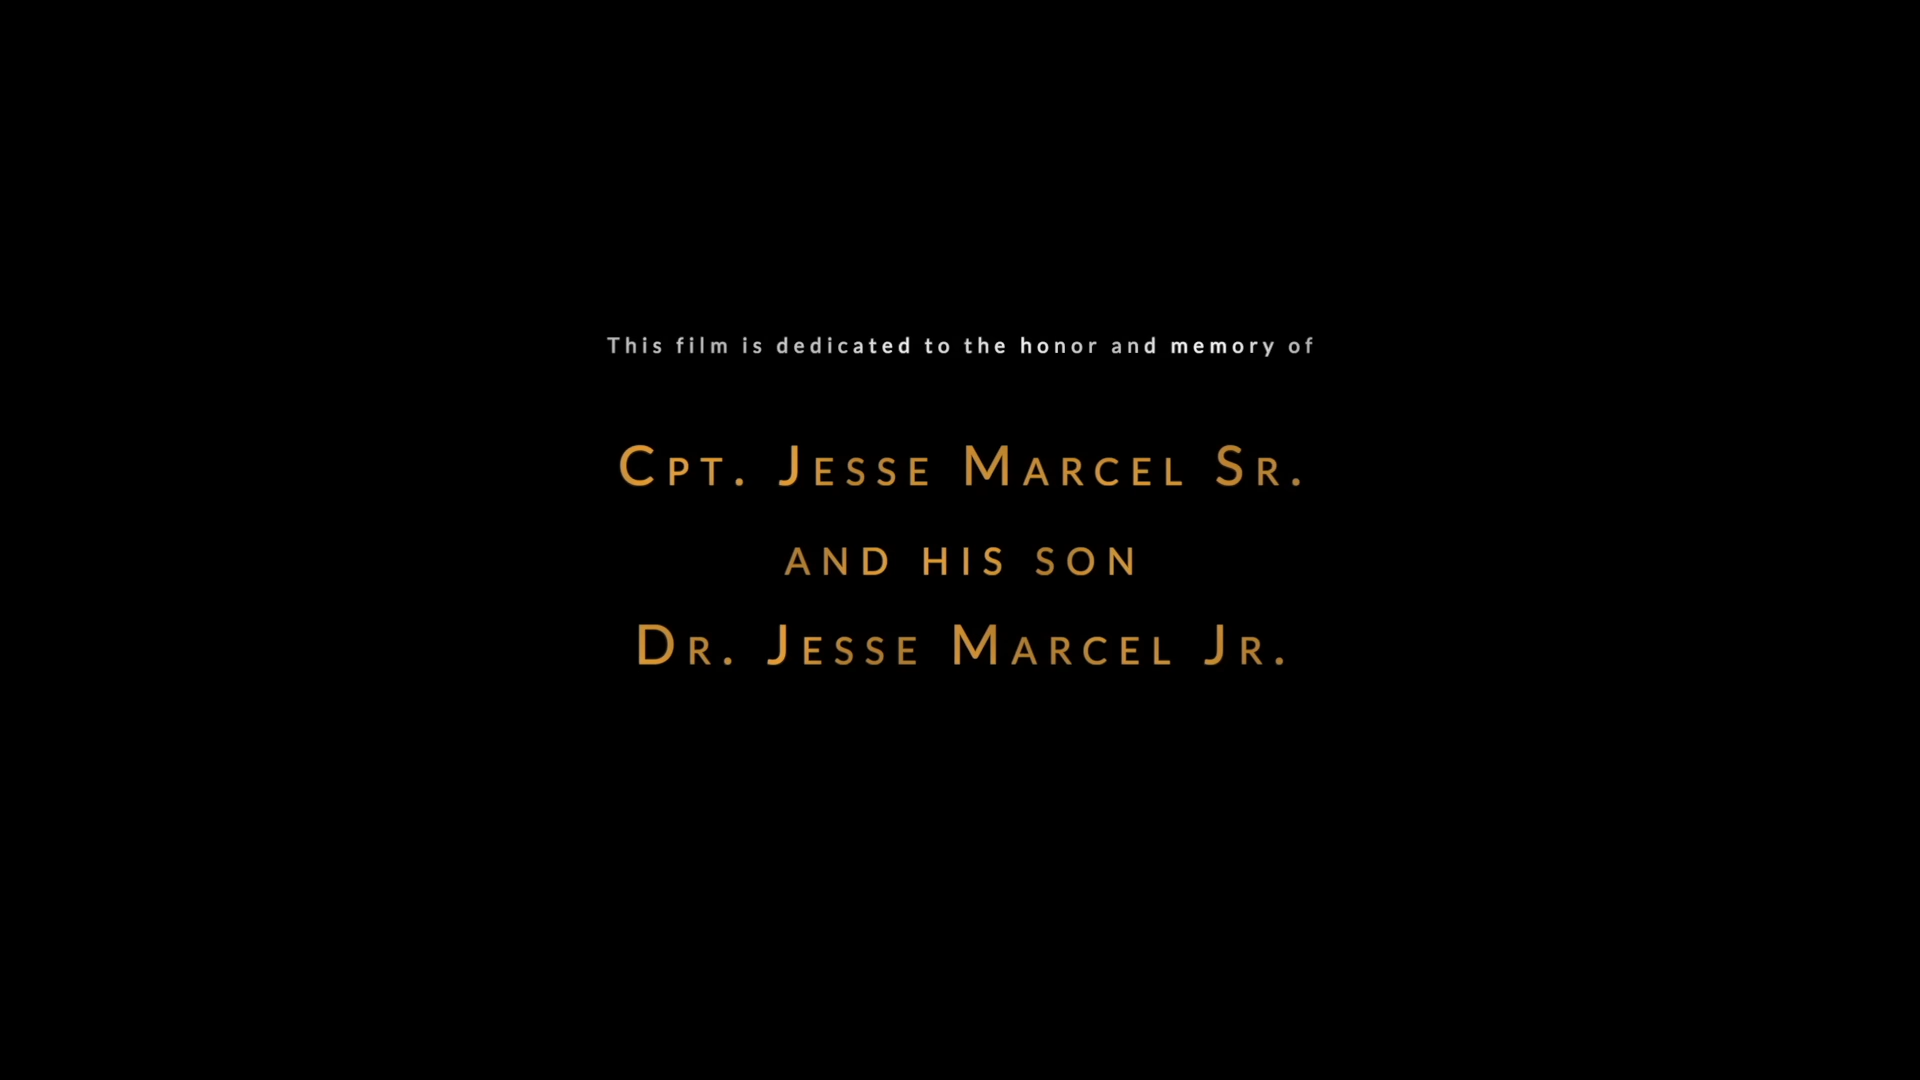 This film is dedicated to the honor and memory of
Cpt. Jesse Marcel Sr.
and his son
Dr. Jesse Marcel Jr.